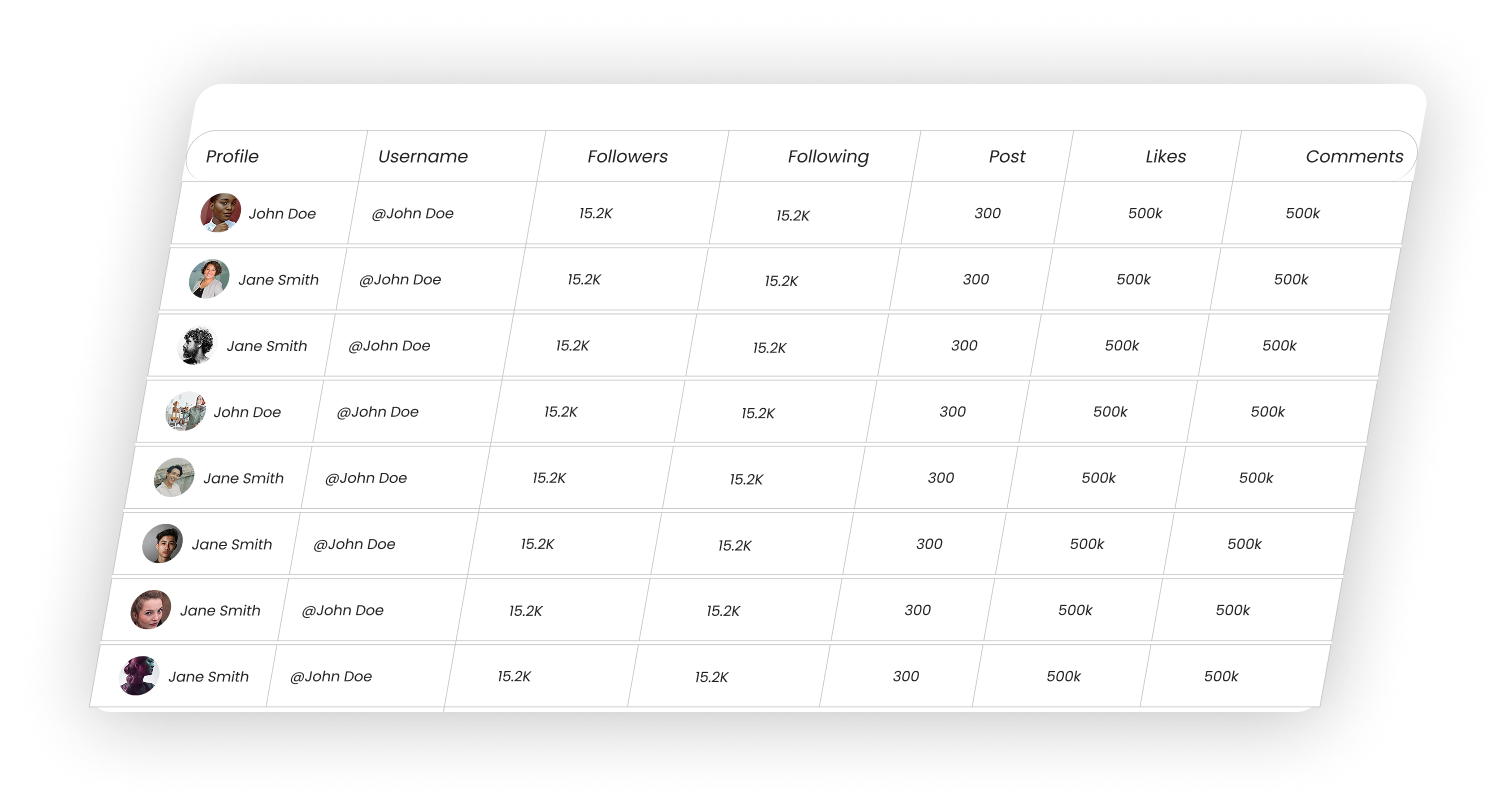 Profile Username Followers Following Post Likes Comments
John Doe @John Doe 15.2K 15.2K 300 500k 500k
Jane Smith @John Doe 15.2K 15.2K 300 500k 500k
Jane Smith @John Doe 15.2K 15.2K 300 500k 500k
John Doe @John Doe 15.2K 15.2K 300 500k 500k
Jane Smith @John Doe 15.2K 15.2K 300 500k 500k
Jane Smith @John Doe 15.2K 15.2K 300 500k 500k
Jane Smith @John Doe 15.2K 15.2K 300 500k 500k
Jane Smith @John Doe 15.2K 15.2K 300 500k 500k